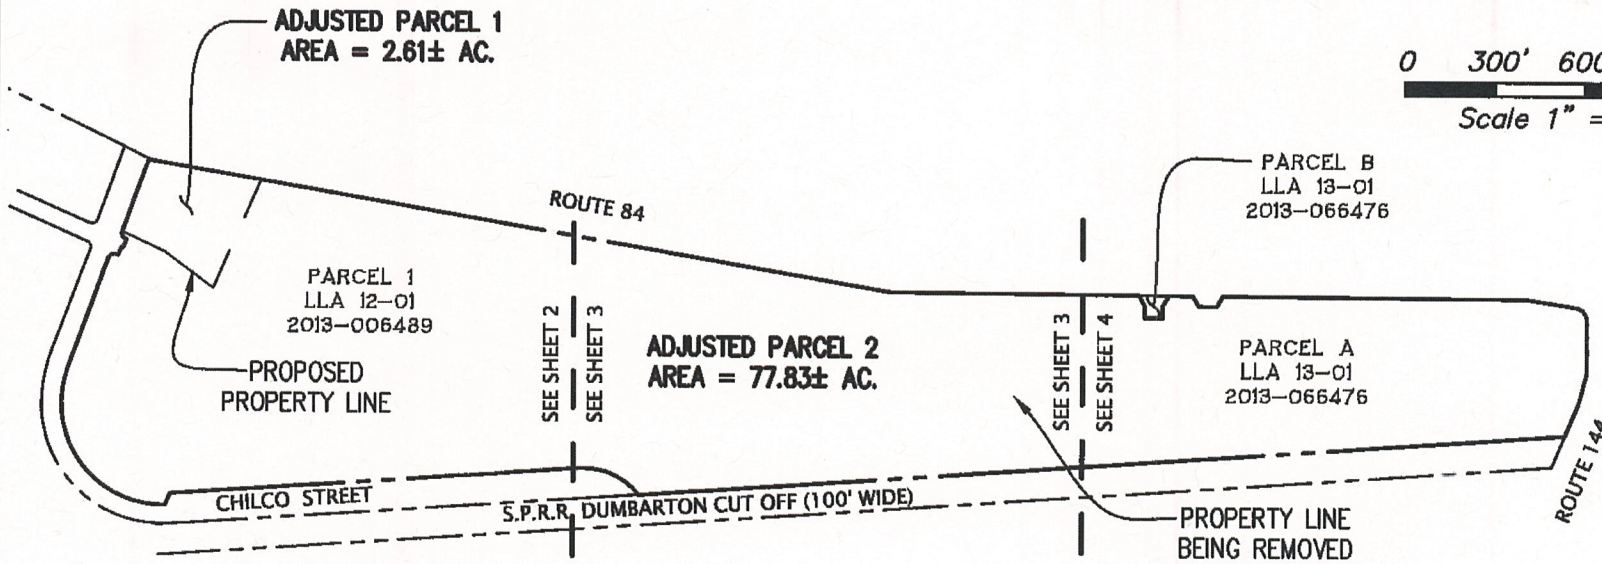 ADJUSTED PARCEL 1
AREA = 2.61± AC.
0 300' 600
Scale 1" =
PARCEL B
LLA 13-01
2013-066476
ROUTE 84
PARCEL 1
LLA 12-01
2013-006489
SEE SHEET 2
SEE SHEET 3
ADJUSTED PARCEL 2
AREA = 77.83± AC.
SEE SHEET 3
SEE SHEET 4
PARCEL A
LLA 13-01
2013-066476
PROPOSED
PROPERTY LINE
ROUTE 144
CHILCO STREET
S.P.R.R. DUMBARTON CUT OFF (100' WIDE)
PROPERTY LINE
BEING REMOVED